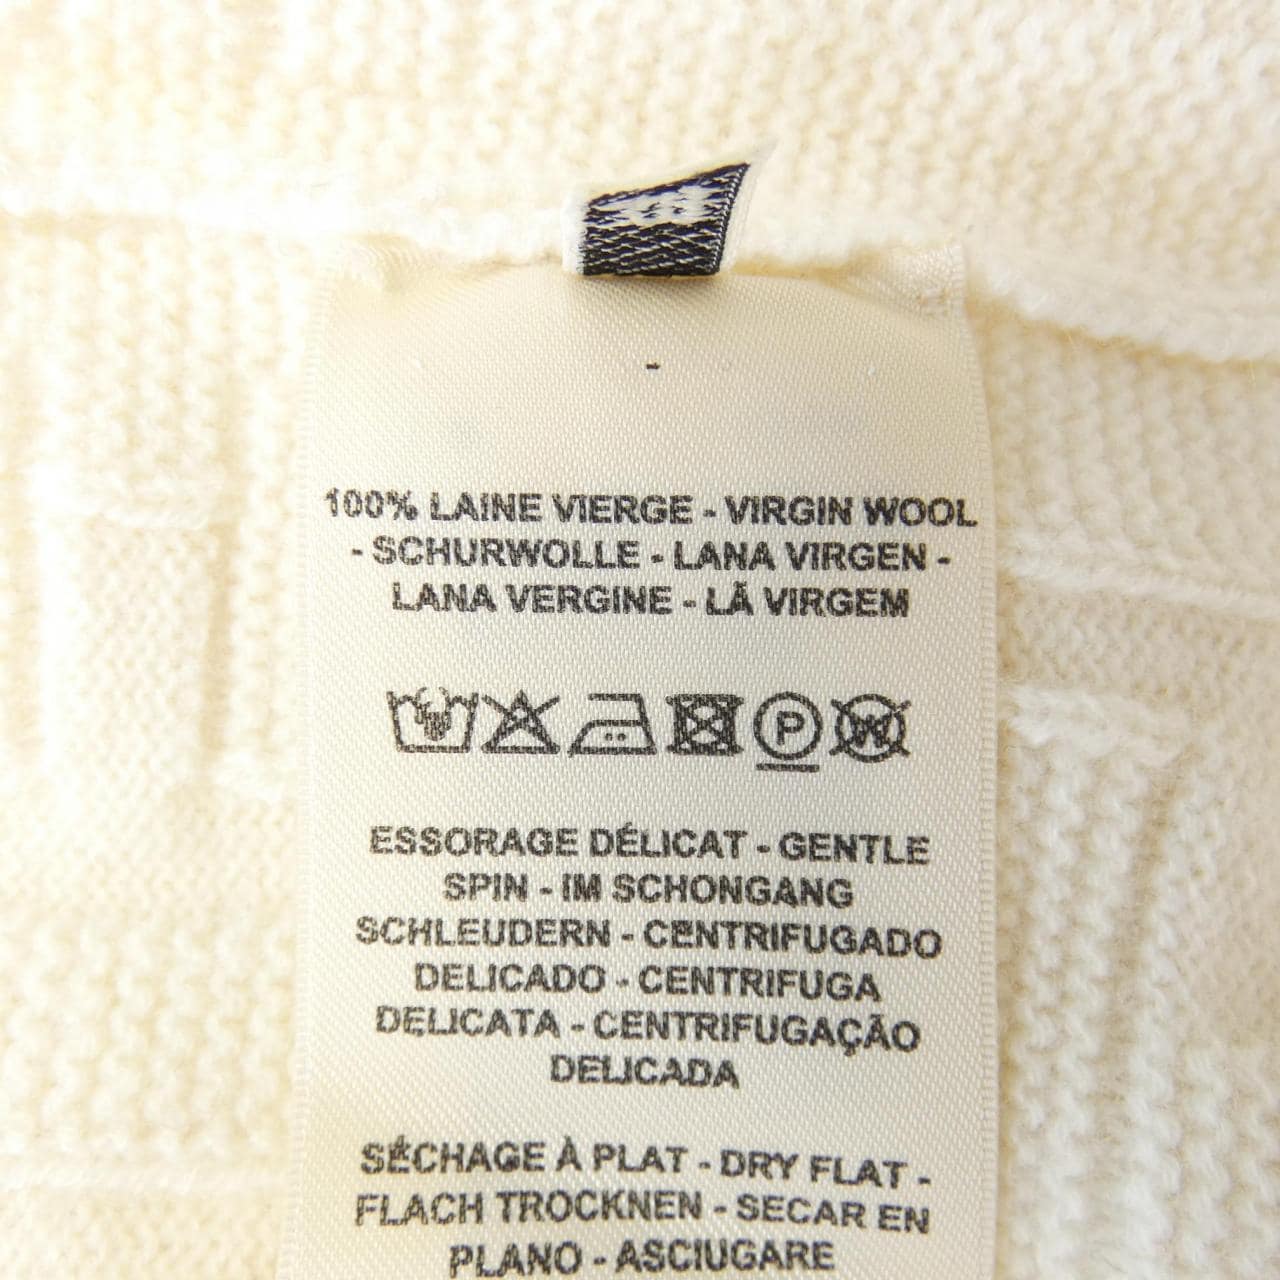 -
100% LAINE VIERGE - VIRGIN WOOL
- SCHURWOLLE - LANA VIRGEN -
LANA VERGINE - LÃ VIRGEM
P W
ESSORAGE DÉLICAT - GENTLE
SPIN - IM SCHONGANG
SCHLEUDERN - CENTRIFUGADO
DELICADO - CENTRIFUGA
DELICATA - CENTRIFUGAÇÃO
DELICADA
SÉCHAGE À PLAT - DRY FLAT -
FLACH TROCKNEN - SECAR EN
PLANO - ASCIUGARE